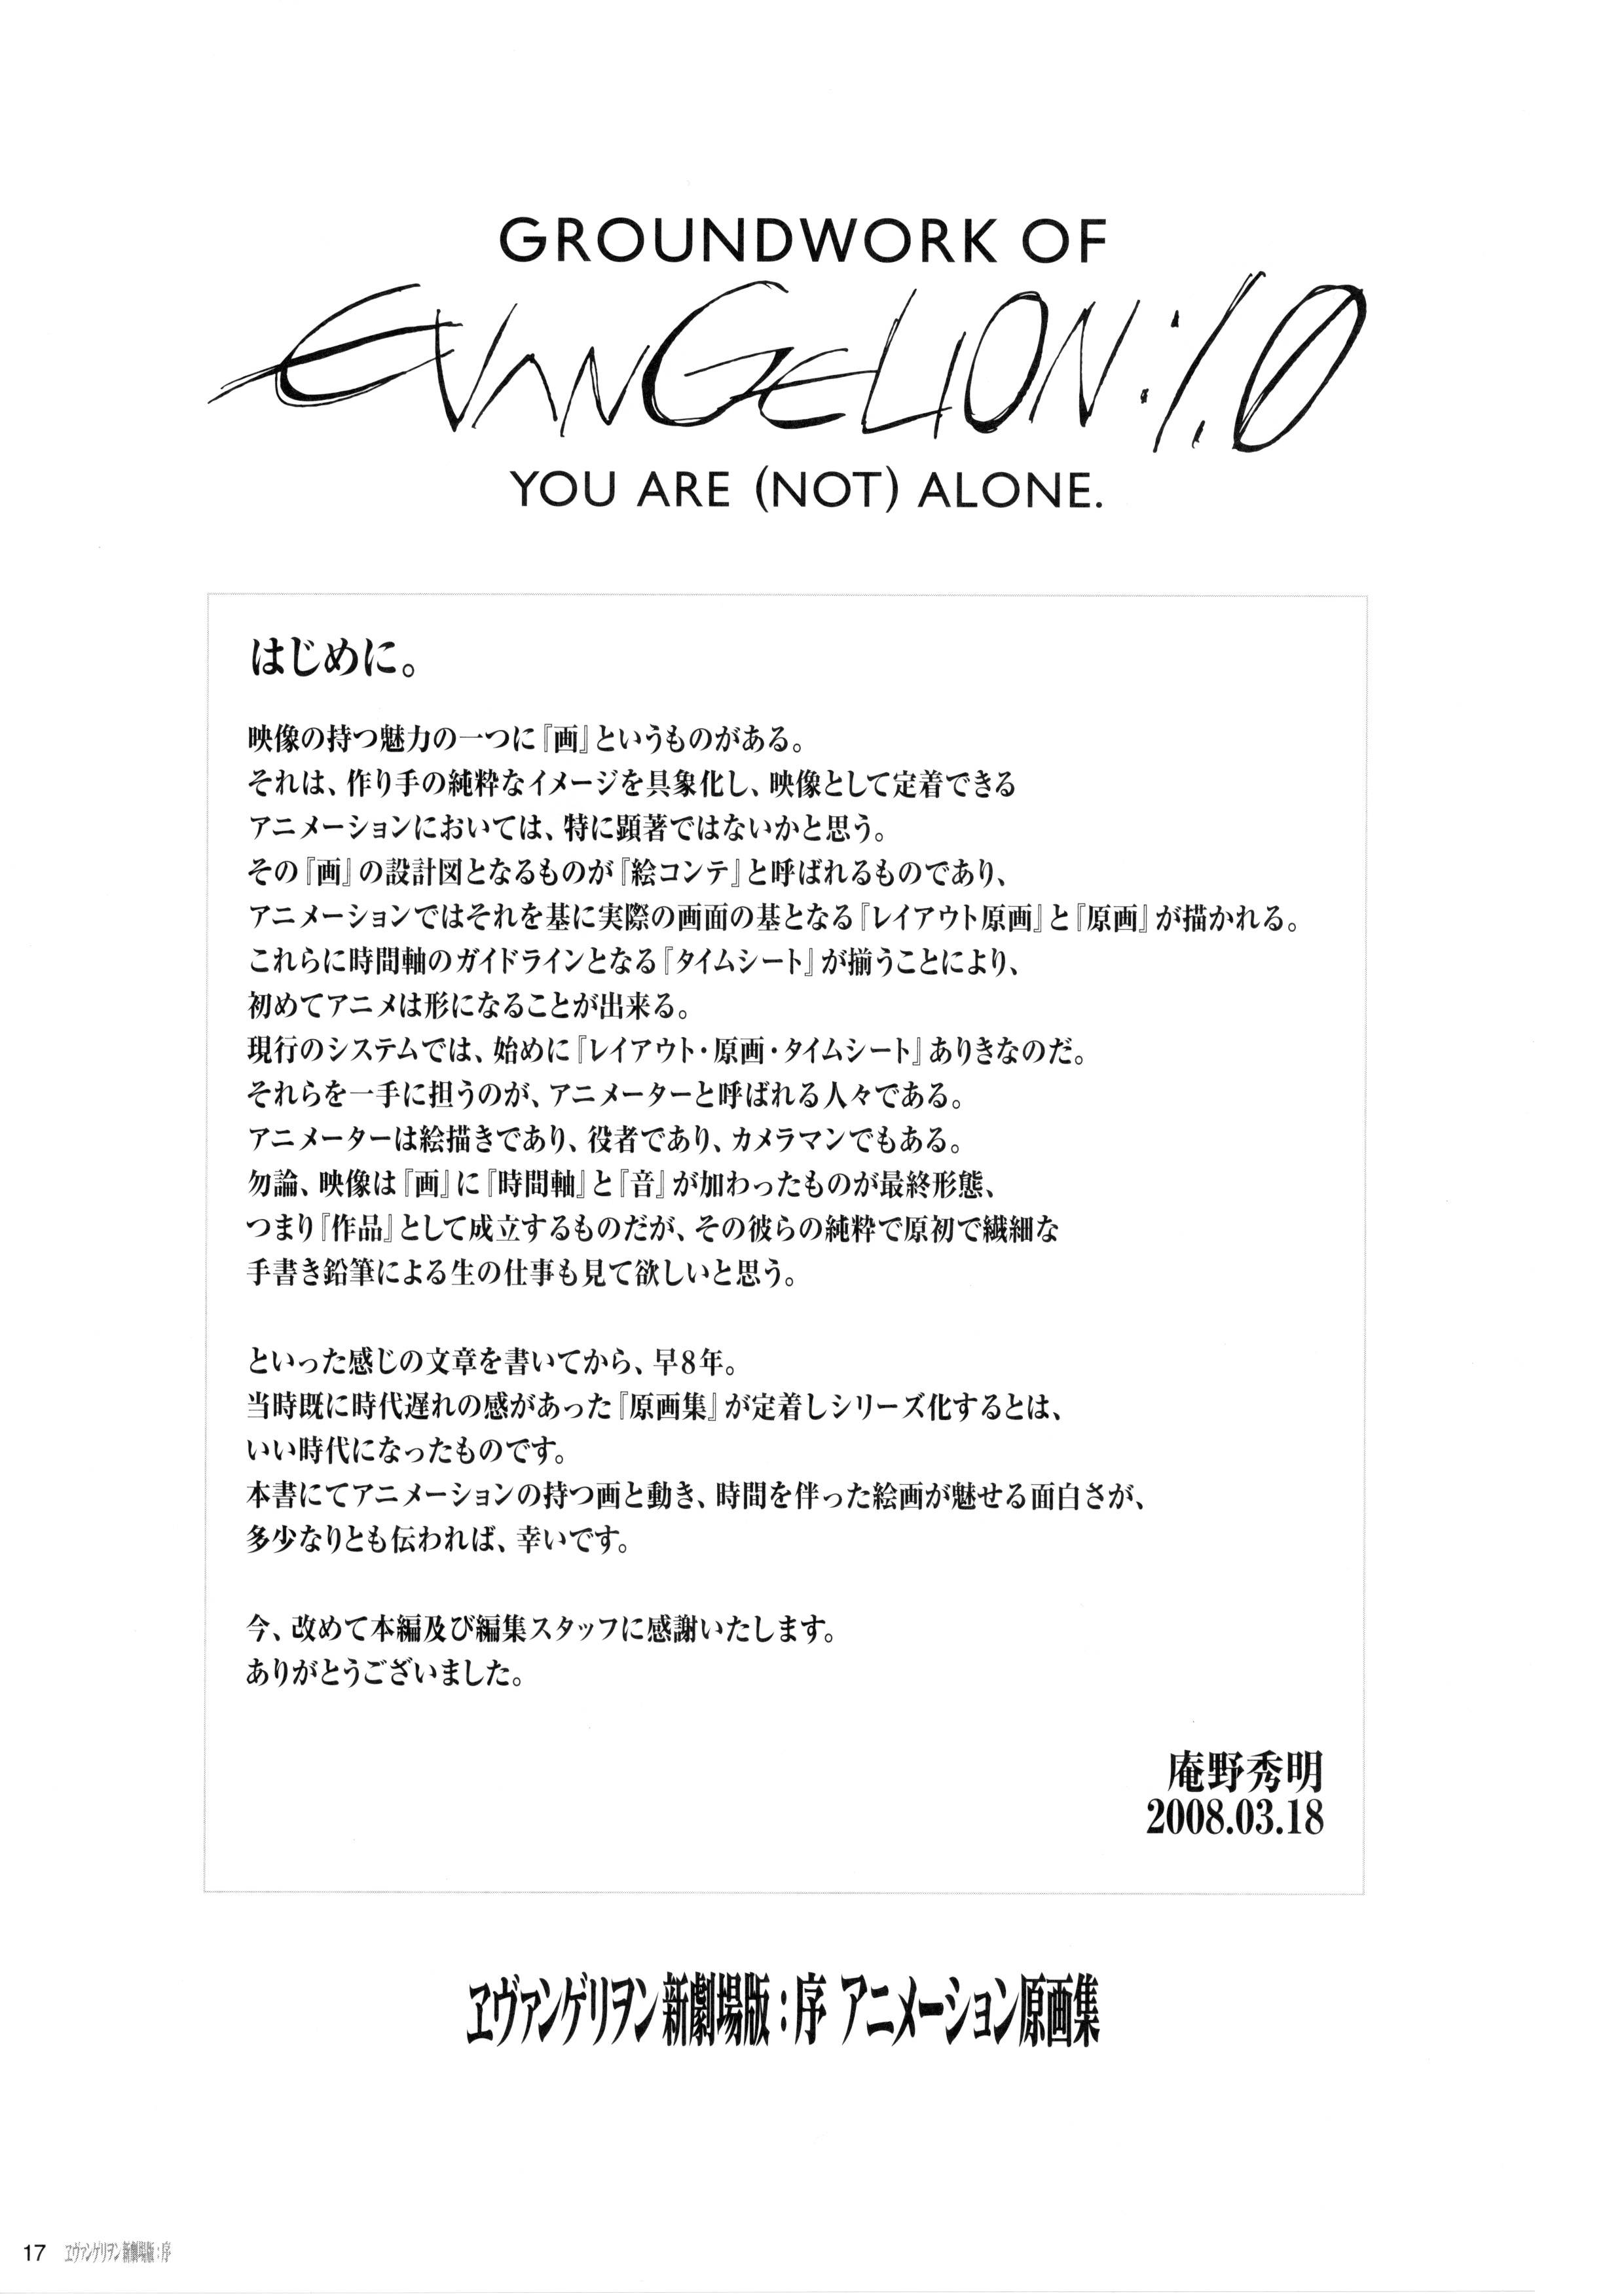 GROUNDWORK OF
EVANGELION:1.0
YOU ARE (NOT) ALONE.
はじめに。
映像の持つ魅力の一つに『画』というものがある。
それは、作り手の純粋なイメージを具象化し、映像として定着できる
アニメーションにおいては、特に顕著ではないかと思う。
その『画』の設計図となるものが『絵コンテ』と呼ばれるものであり、
アニメーションではそれを基に実際の画面の基となる『レイアウト原画』と『原画』が描かれる。
これらに時間軸のガイドラインとなる『タイムシート』が揃うことにより、
初めてアニメは形になることが出来る。
現行のシステムでは、始めに『レイアウト・原画・タイムシート』ありきなのだ。
それらを一手に担うのが、アニメーターと呼ばれる人々である。
アニメーターは絵描きであり、役者であり、カメラマンでもある。
勿論、映像は『画』に『時間軸』と『音』が加わったものが最終形態、
つまり『作品』として成立するものだが、その彼らの純粋で原初で繊細な
手書き鉛筆による生の仕事も見て欲しいと思う。
といった感じの文章を書いてから、早8年。
当時既に時代遅れの感があった『原画集』が定着しシリーズ化するとは、
いい時代になったものです。
本書にてアニメーションの持つ画と動き、時間を伴った絵画が魅せる面白さが、
多少なりとも伝われば、幸いです。
今、改めて本編及び編集スタッフに感謝いたします。
ありがとうございました。
庵野秀明
2008.03.18
ヱヴァンゲリヲン新劇場版：序 アニメーション原画集
17 ヱヴァンゲリヲン新劇場版：序